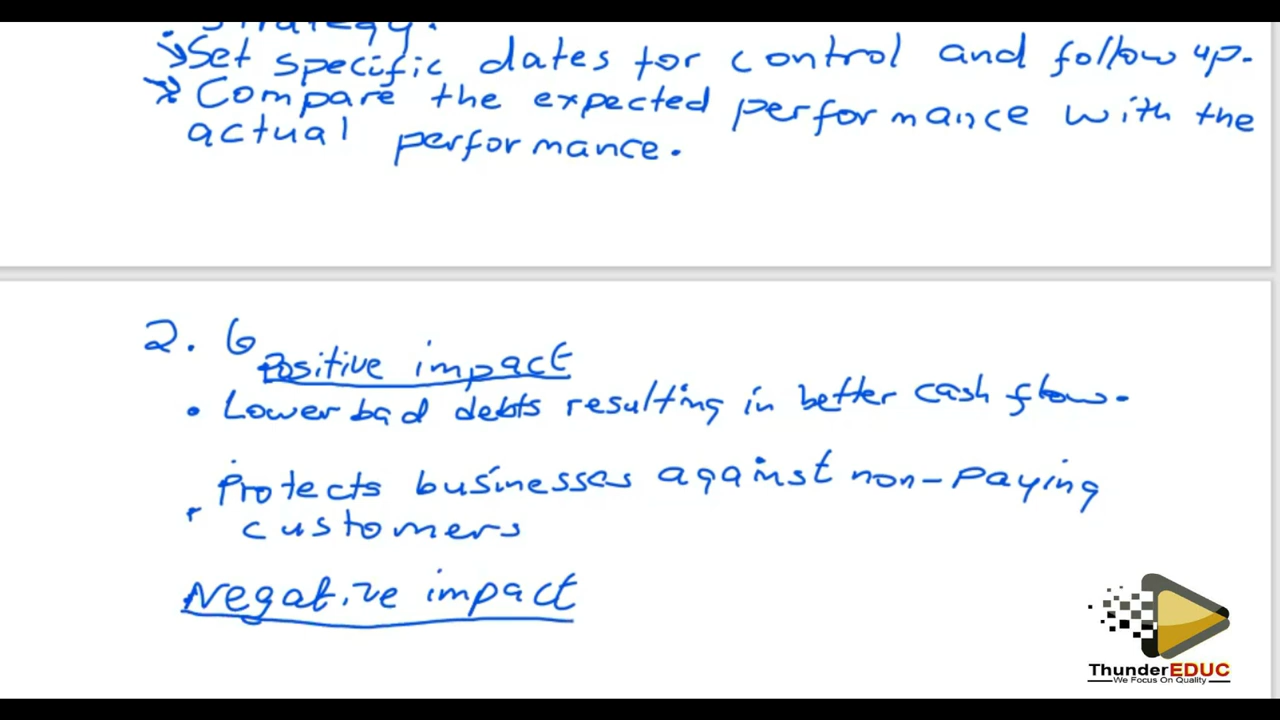 strategy.
Set specific dates for control and follow up.
Compare the expected performance with the
actual performance.
2. 6
Positive impact
• Lower bad debts resulting in better cash flow.
• Protects businesses against non-paying
customers
Negative impact
ThunderEDUC
We Focus On Quality